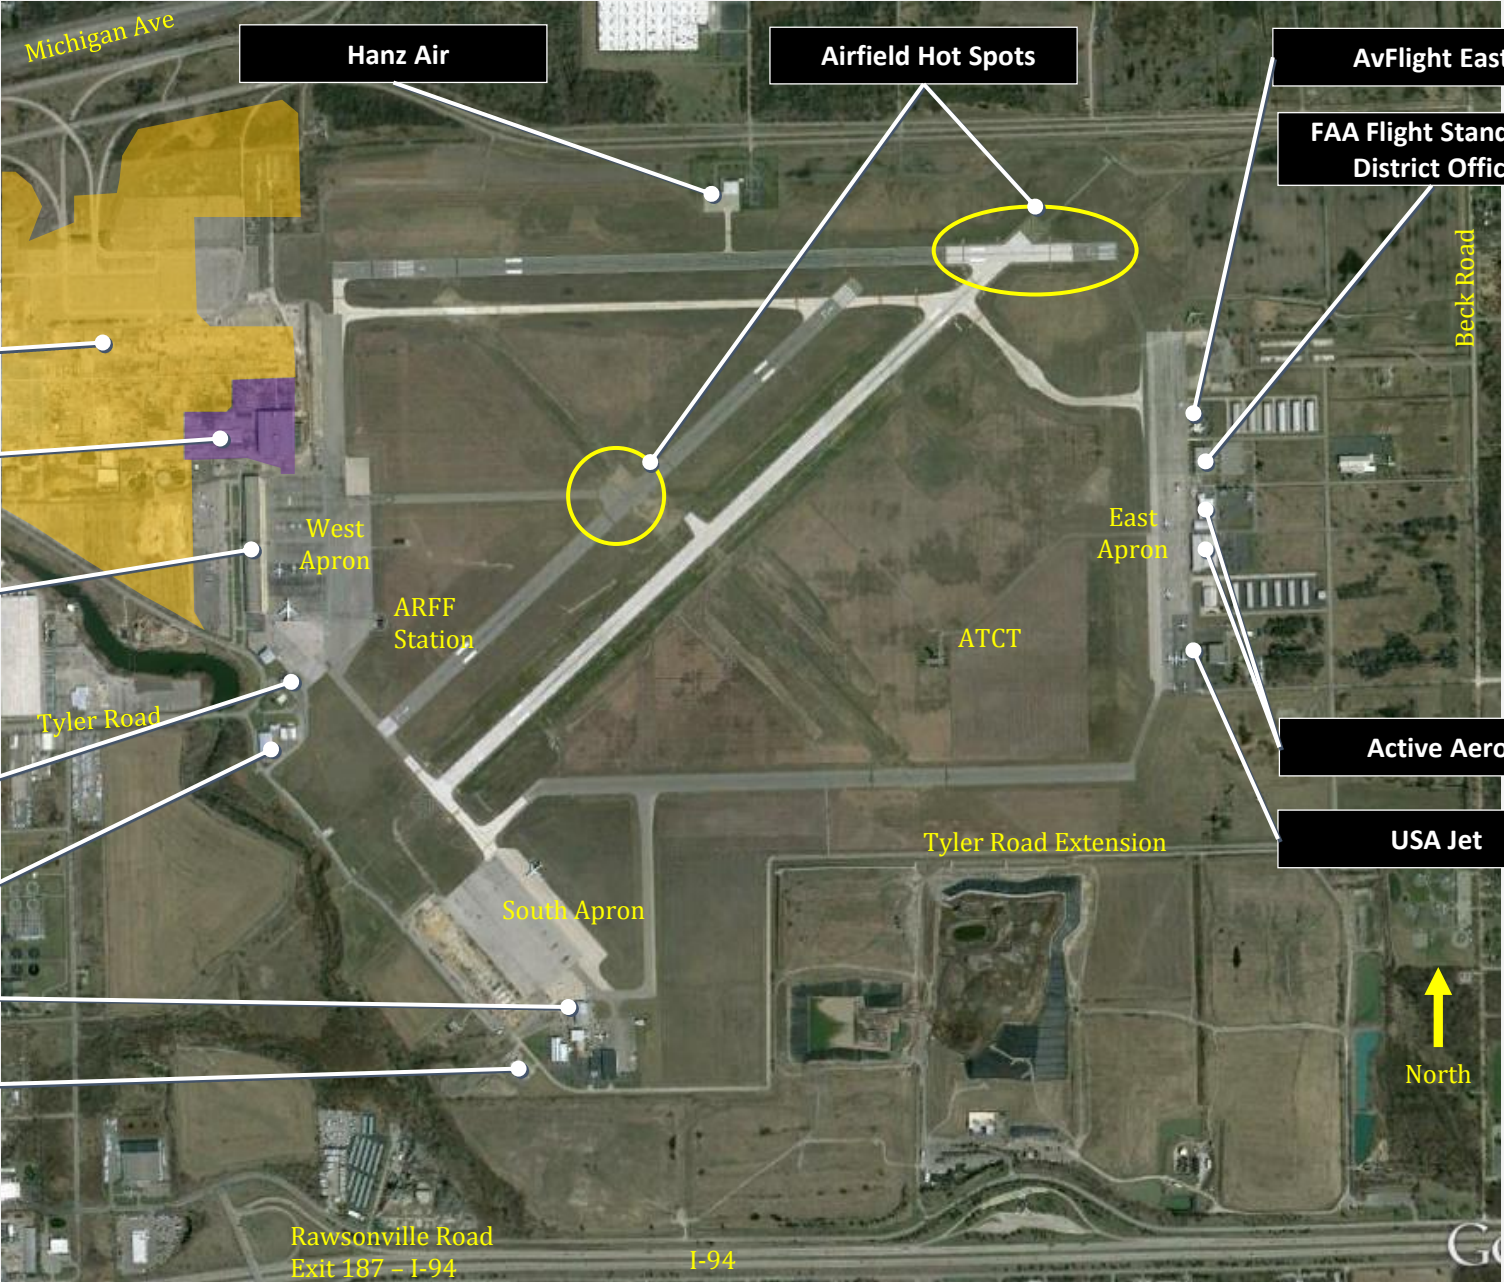 Michigan Ave
Hanz Air
Airfield Hot Spots
AvFlight East
FAA Flight Stand
District Offic
Beck Road
West
Apron
East
Apron
ARFF
Station
ATCT
Tyler Road
Active Aero
Tyler Road Extension
USA Jet
South Apron
North
Rawsonville Road
Exit 187 – I-94
I-94
Go